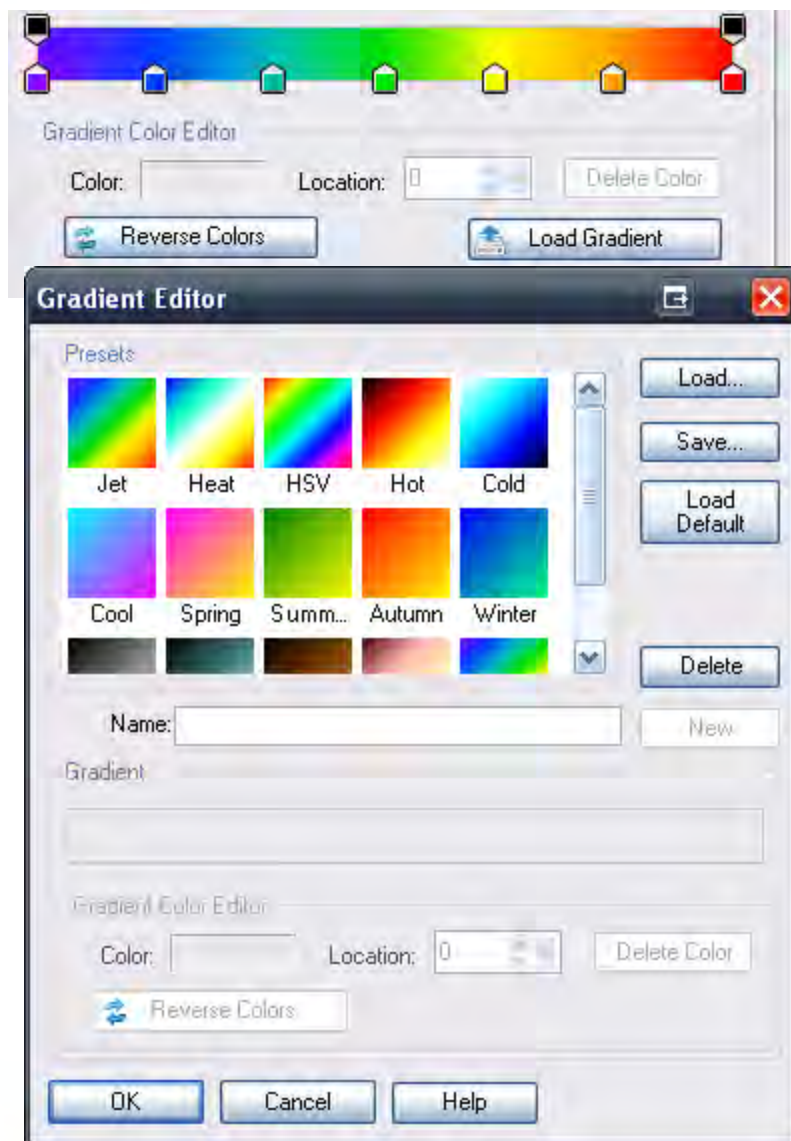 Gradient Color Editor
Color: Location: 0 Delete Color
Reverse Colors Load Gradient
Gradient Editor
Presets
Load...
Save...
Load
Default
Jet Heat HSV Hot Cold
Cool Spring Summ... Autumn Winter
Delete
Name: New
Gradient
Gradient Color Editor
Color: Location: 0 Delete Color
Reverse Colors
OK Cancel Help